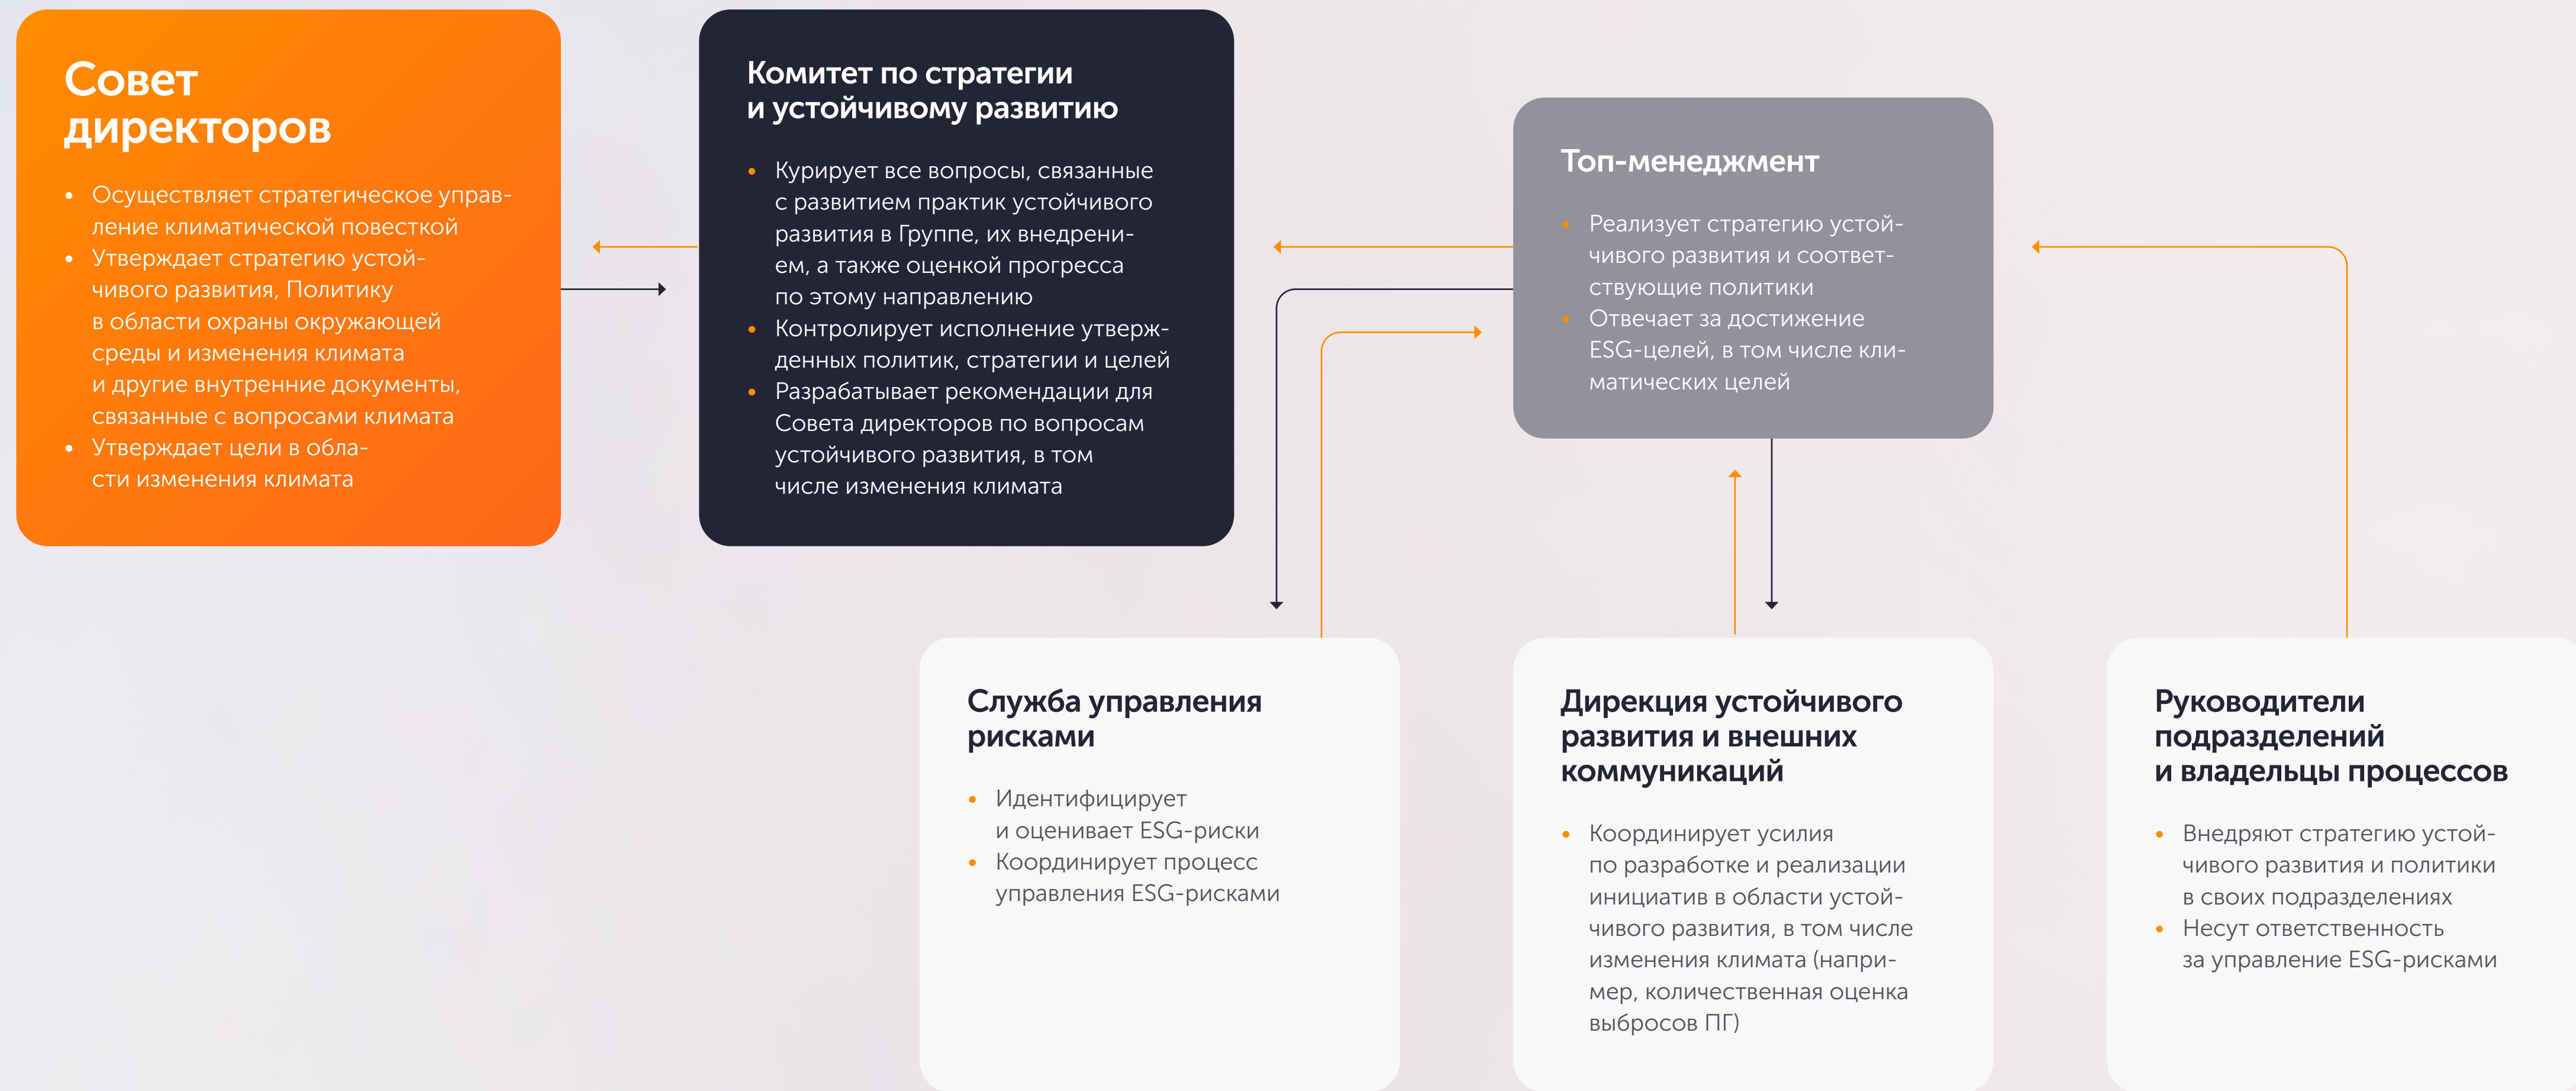 Совет
директоров
• Осуществляет стратегическое управ-
ление климатической повесткой
• Утверждает стратегию устой-
чивого развития, Политику
в области охраны окружающей
среды и изменения климата
и другие внутренние документы,
связанные с вопросами климата
• Утверждает цели в обла-
сти изменения климата
Комитет по стратегии
и устойчивому развитию
• Курирует все вопросы, связанные
с развитием практик устойчивого
развития в Группе, их внедрени-
ем, а также оценкой прогресса
по этому направлению
• Контролирует исполнение утверж-
денных политик, стратегии и целей
• Разрабатывает рекомендации для
Совета директоров по вопросам
устойчивого развития, в том
числе изменения климата
Топ-менеджмент
• Реализует стратегию устой-
чивого развития и соответ-
ствующие политики
• Отвечает за достижение
ESG-целей, в том числе кли-
матических целей
Служба управления
рисками
• Идентифицирует
и оценивает ESG-риски
• Координирует процесс
управления ESG-рисками
Дирекция устойчивого
развития и внешних
коммуникаций
• Координирует усилия
по разработке и реализации
инициатив в области устой-
чивого развития, в том числе
изменения климата (напри-
мер, количественная оценка
выбросов ПГ)
Руководители
подразделений
и владельцы процессов
• Внедряют стратегию устой-
чивого развития и политики
в своих подразделениях
• Несут ответственность
за управление ESG-рисками